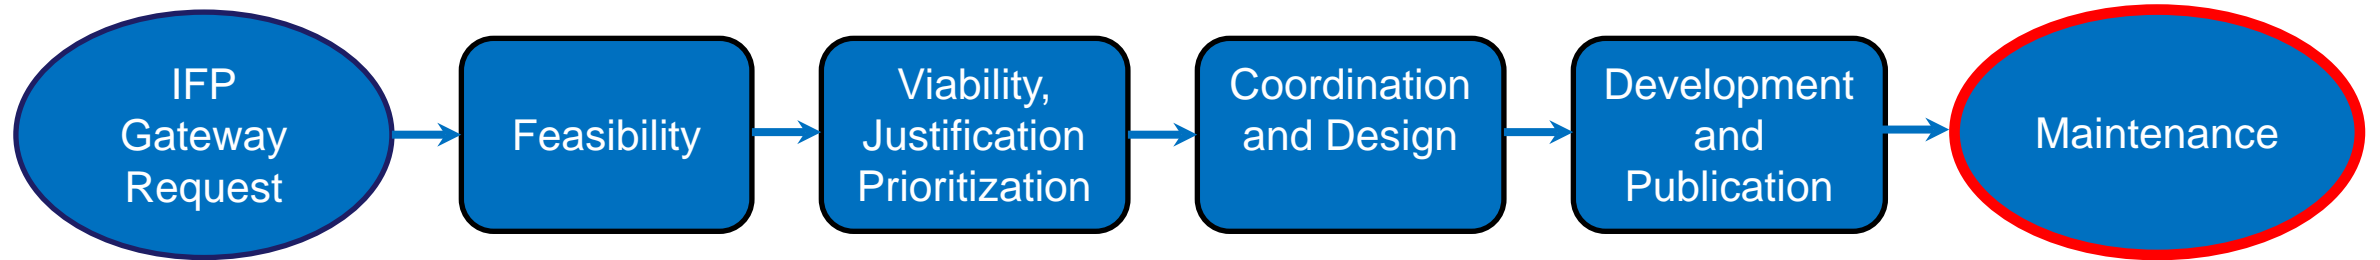 IFP
Gateway
Request
Feasibility
Viability,
Justification
Prioritization
Coordination
and Design
Development
and
Publication
Maintenance